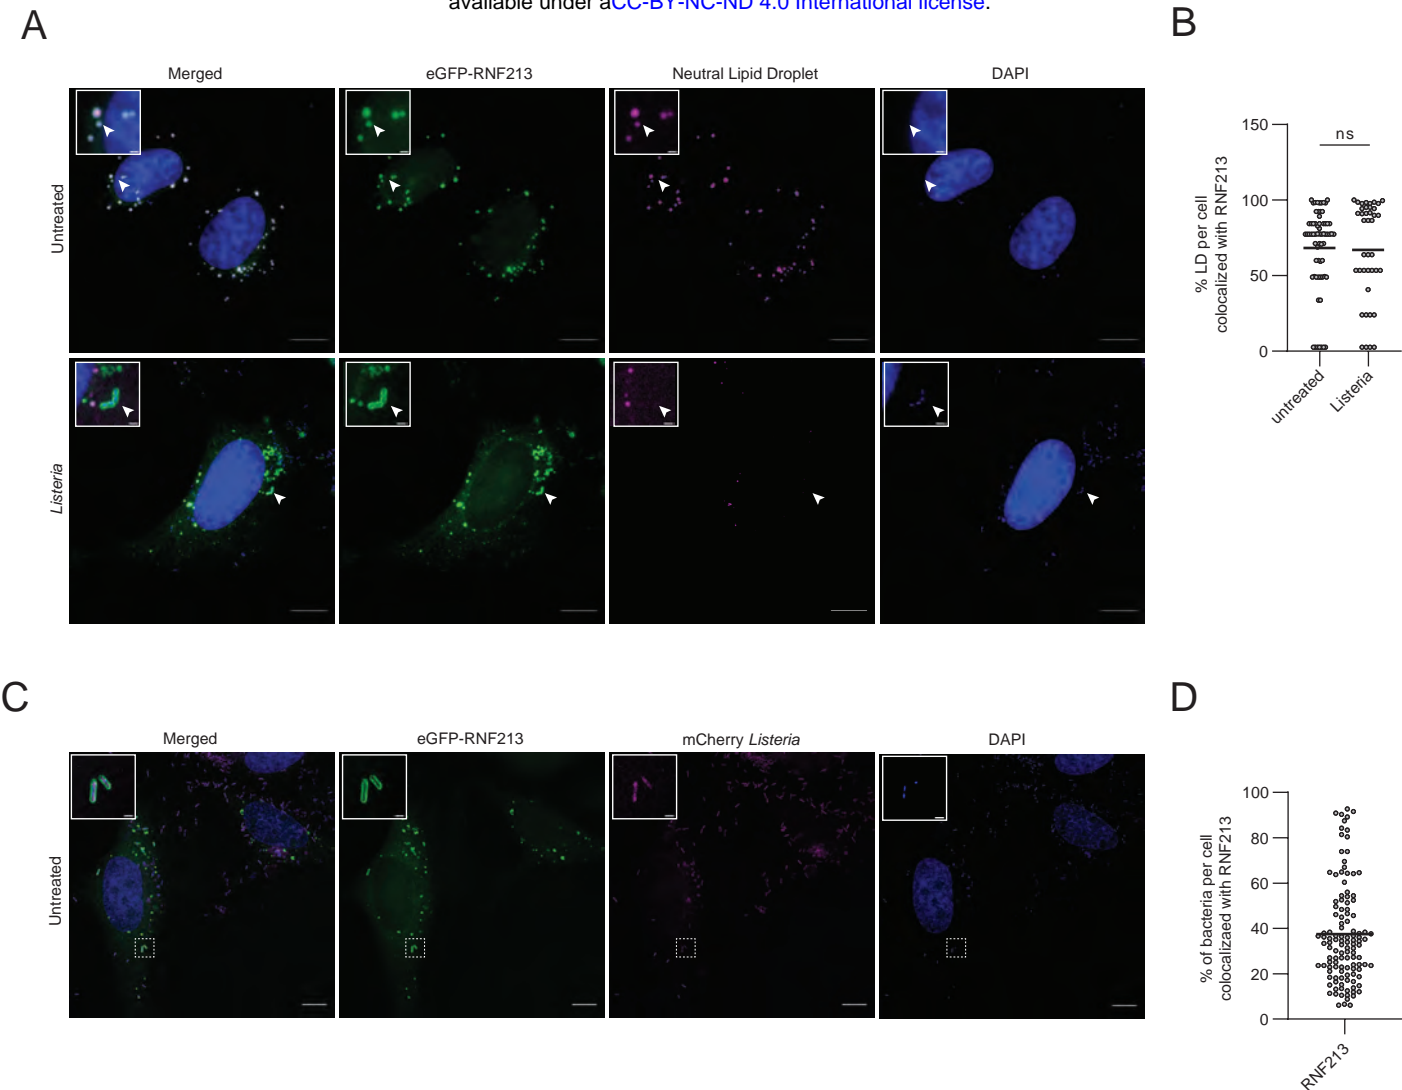 available under aCC-BY-NC-ND 4.0 International license.
A
Merged
eGFP-RNF213
Neutral Lipid Droplet
DAPI
Untreated
Listeria
B
% LD per cell
colocalized with RNF213
150
100
50
0
ns
untreated
Listeria
C
Merged
eGFP-RNF213
mCherry Listeria
DAPI
Untreated
D
% of bacteria per cell
colocalizaed with RNF213
100
80
60
40
20
0
RNF213